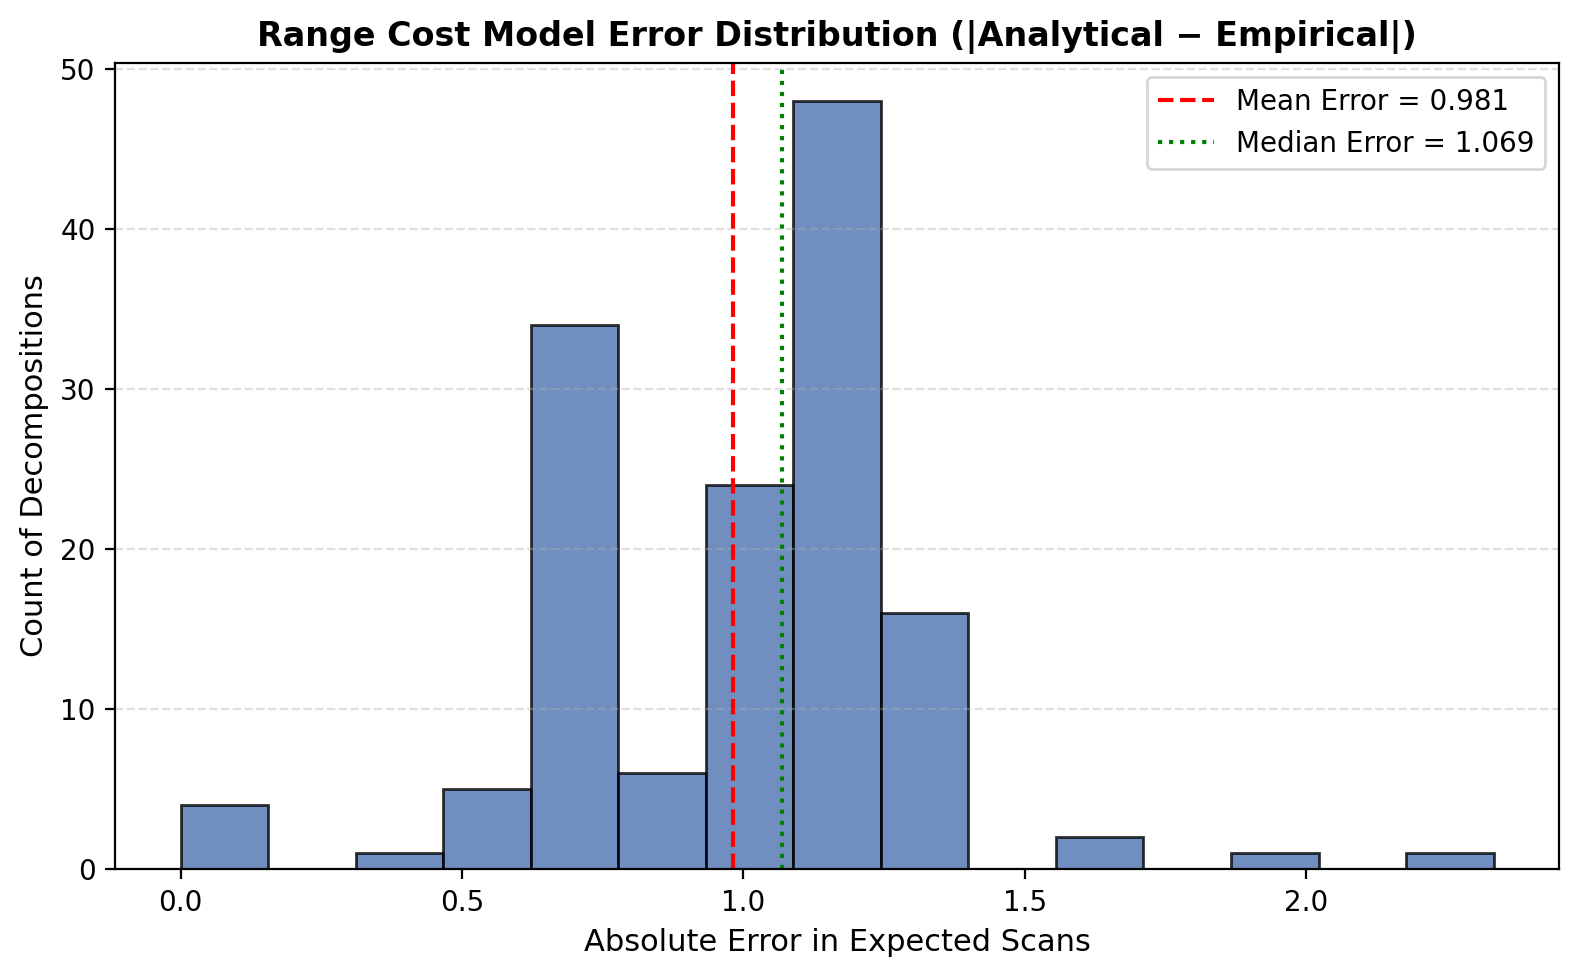 Range Cost Model Error Distribution (|Analytical − Empirical|)
Mean Error = 0.981
Median Error = 1.069
Count of Decompositions
50
40
30
20
10
0
0.0 0.5 1.0 1.5 2.0
Absolute Error in Expected Scans